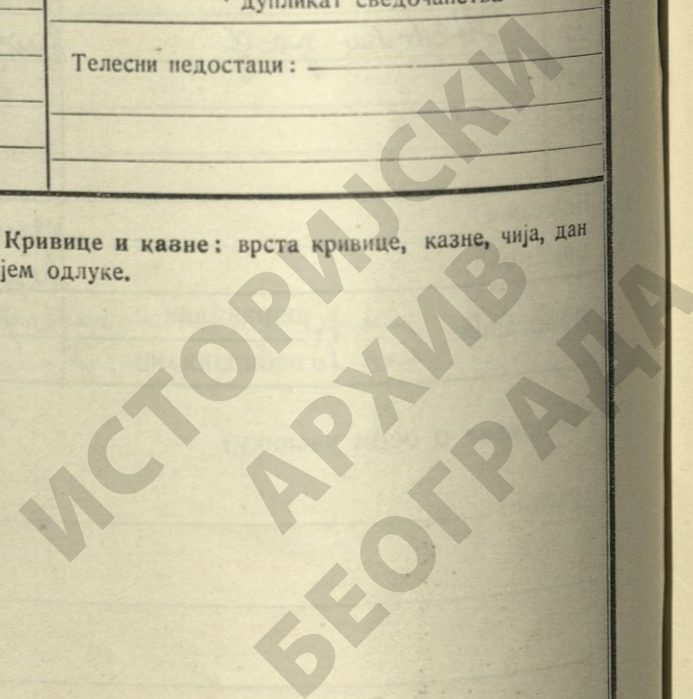 дупликат сведочанства
Телесни недостаци :
Кривице и казне : врста кривице, казне, чија, дан
јем одлуке.
ИСТОРИЈСКИ
АРХИВ
БЕОГРАДА